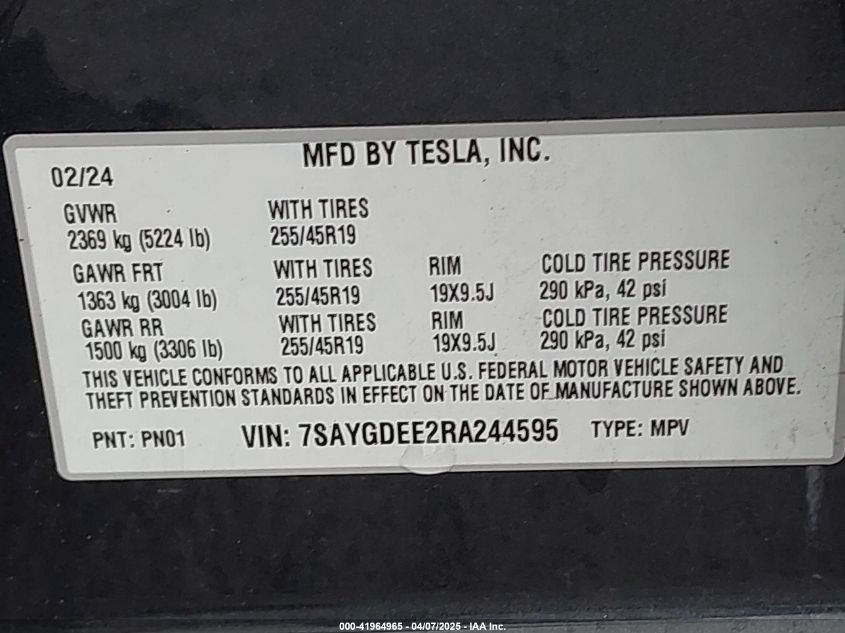 MFD BY TESLA, INC.
02/24
GVWR WITH TIRES
2369 kg (5224 lb) 255/45R19
GAWR FRT WITH TIRES RIM COLD TIRE PRESSURE
1363 kg (3004 lb) 255/45R19 19X9.5J 290 kPa, 42 psi
GAWR RR WITH TIRES RIM COLD TIRE PRESSURE
1500 kg (3306 lb) 255/45R19 19X9.5J 290 kPa, 42 psi
THIS VEHICLE CONFORMS TO ALL APPLICABLE U.S. FEDERAL MOTOR VEHICLE SAFETY AND
THEFT PREVENTION STANDARDS IN EFFECT ON THE DATE OF MANUFACTURE SHOWN ABOVE.
PNT: PN01 VIN: 7SAYGDEE2RA244595 TYPE: MPV
000-41964965 - 04/07/2025 - IAA Inc.